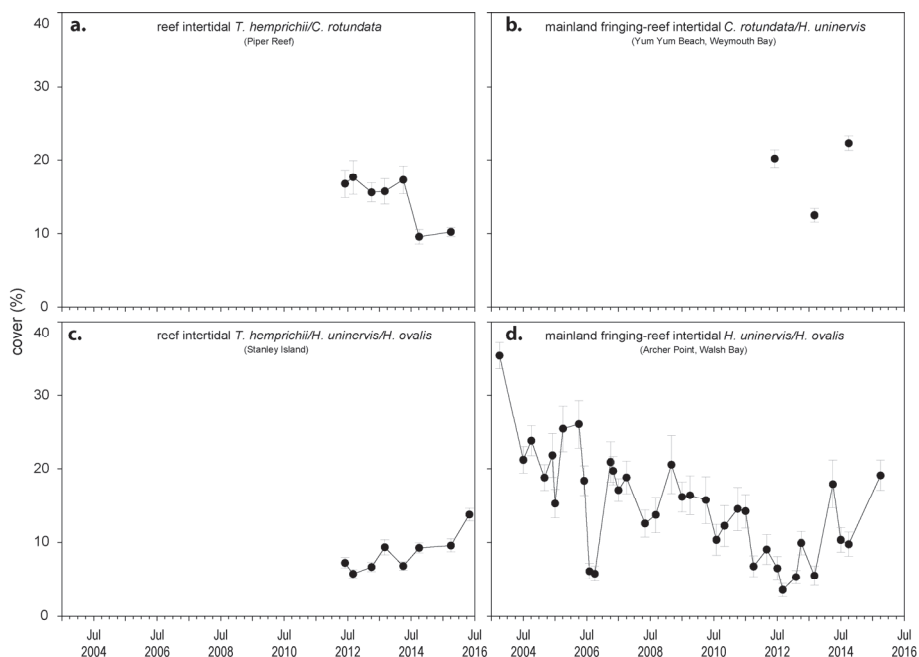 a. reef intertidal T. hemprichii/C. rotundata
(Piper Reef)
b. mainland fringing-reef intertidal C. rotundata/H. uninervis
(Yum Yum Beach, Weymouth Bay)
40
30
20
10
0
cover (%)
c. reef intertidal T. hemprichii/H. uninervis/H. ovalis
(Stanley Island)
d. mainland fringing-reef intertidal H. uninervis/H. ovalis
(Archer Point, Walsh Bay)
40
30
20
10
0
Jul Jul Jul Jul Jul Jul Jul Jul Jul Jul Jul Jul Jul Jul
2004 2006 2008 2010 2012 2014 2016 2004 2006 2008 2010 2012 2014 2016